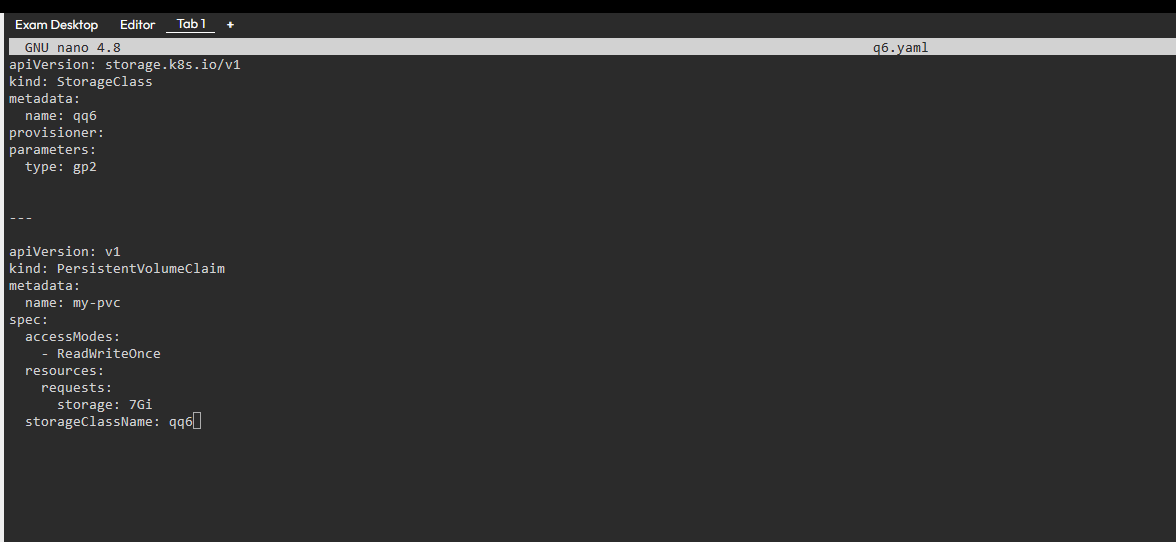 Exam Desktop Editor Tab 1 +
GNU nano 4.8 q6.yaml
apiVersion: storage.k8s.io/v1
kind: StorageClass
metadata:
  name: qq6
provisioner:
parameters:
  type: gp2
---
apiVersion: v1
kind: PersistentVolumeClaim
metadata:
  name: my-pvc
spec:
  accessModes:
    - ReadWriteOnce
  resources:
    requests:
      storage: 7Gi
  storageClassName: qq6